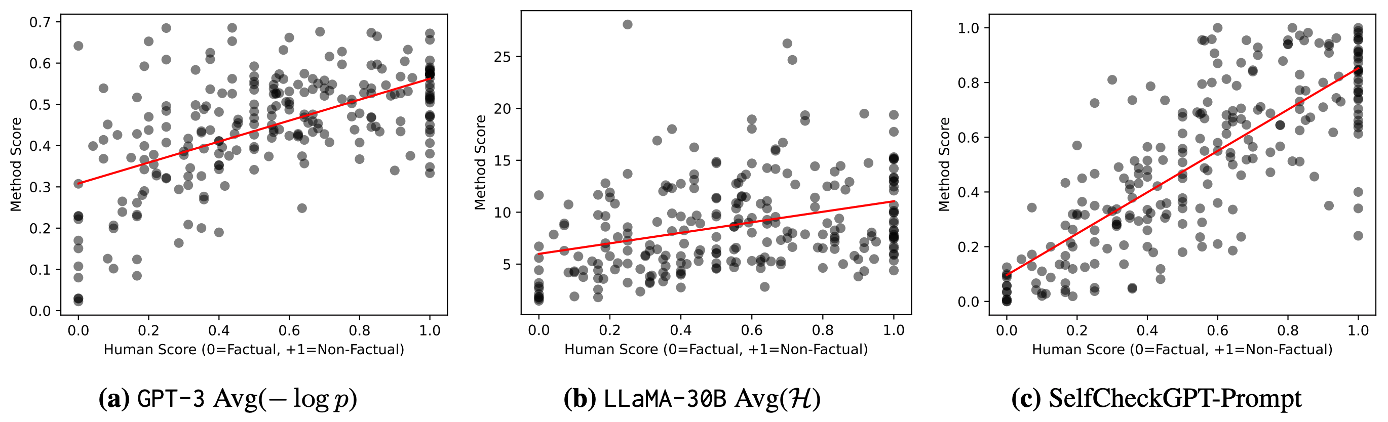 0.7
0.6
0.5
0.4
0.3
0.2
0.1
0.0
Method Score
0.0 0.2 0.4 0.6 0.8 1.0
Human Score (0=Factual, +1=Non-Factual)
(a) GPT-3 Avg(− log p)
25
20
15
10
5
Method Score
0.0 0.2 0.4 0.6 0.8 1.0
Human Score (0=Factual, +1=Non-Factual)
(b) LLaMA-30B Avg(ℋ)
1.0
0.8
0.6
0.4
0.2
0.0
Method Score
0.0 0.2 0.4 0.6 0.8 1.0
Human Score (0=Factual, +1=Non-Factual)
(c) SelfCheckGPT-Prompt